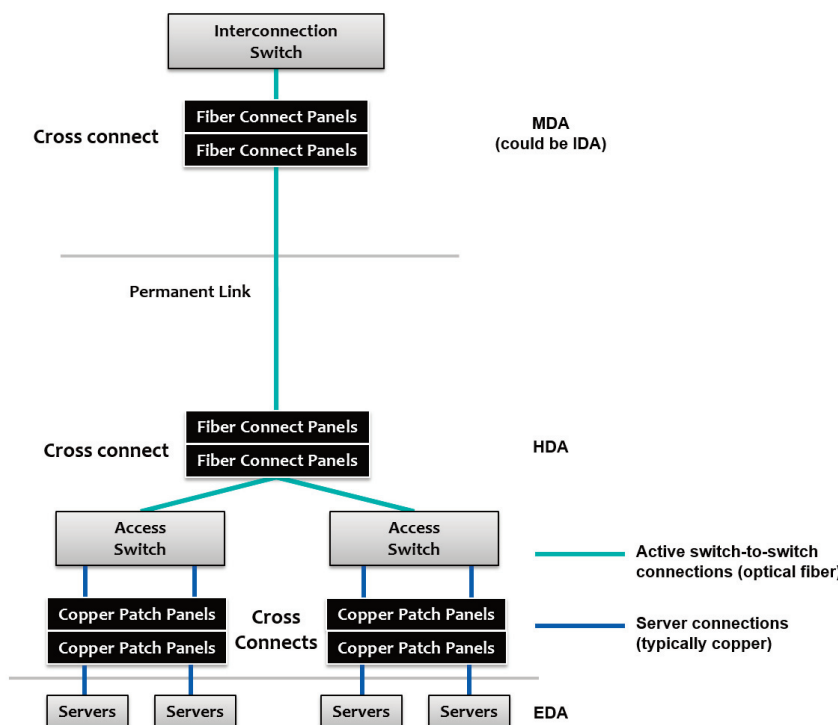 Interconnection
Switch
Fiber Connect Panels
Cross connect
Fiber Connect Panels
MDA
(could be IDA)
Permanent Link
Fiber Connect Panels
Cross connect
Fiber Connect Panels
HDA
Access
Switch
Access
Switch
Active switch-to-switch
connections (optical fiber)
Copper Patch Panels
Copper Patch Panels
Cross
Connects
Copper Patch Panels
Copper Patch Panels
Server connections
(typically copper)
Servers
Servers
Servers
Servers
EDA